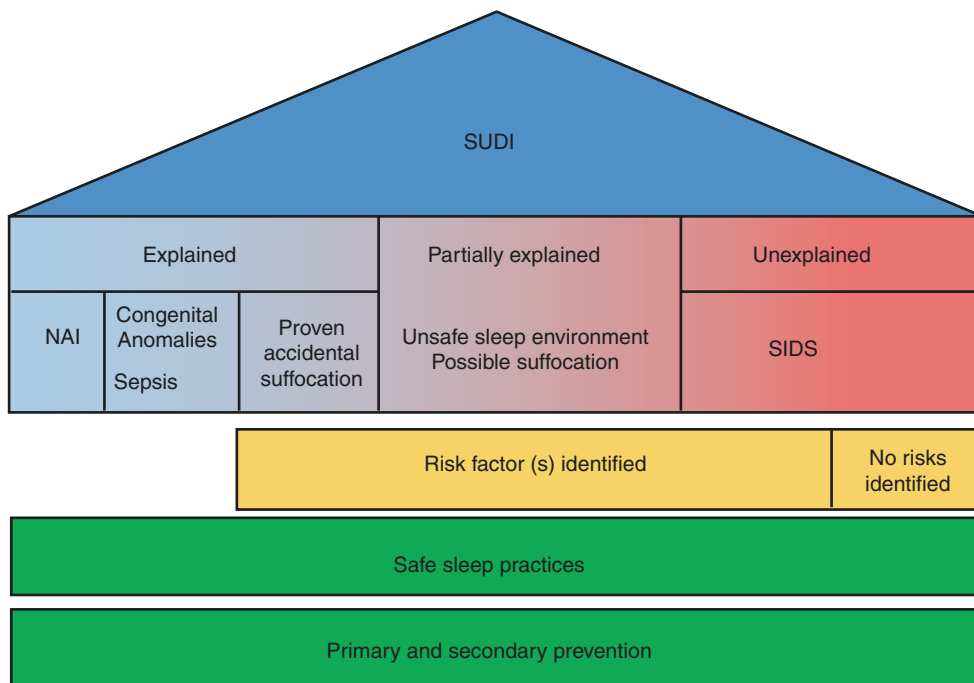 SUDI
Explained
Partially explained
Unexplained
NAI
Congenital
Anomalies
Sepsis
Proven
accidental
suffocation
Unsafe sleep environment
Possible suffocation
SIDS
Risk factor (s) identified
No risks
identified
Safe sleep practices
Primary and secondary prevention